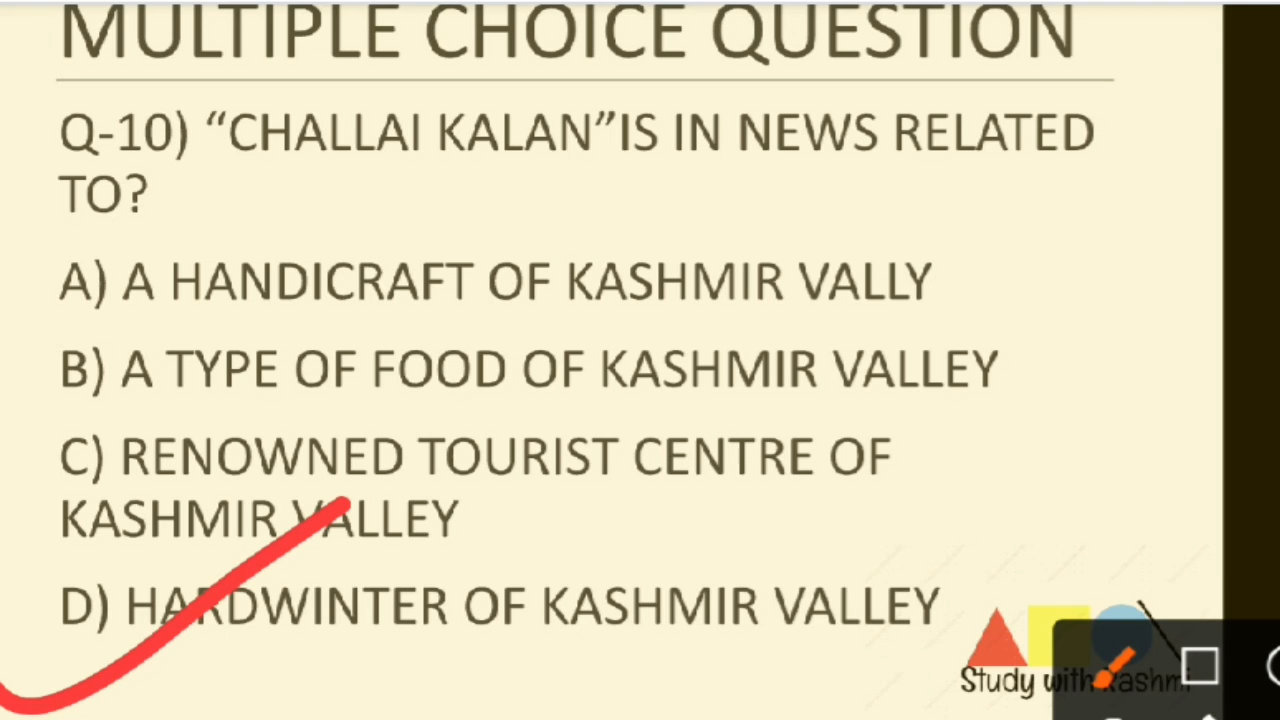 MULTIPLE CHOICE QUESTION
Q-10) “CHALLAI KALAN”IS IN NEWS RELATED
TO?
A) A HANDICRAFT OF KASHMIR VALLY
B) A TYPE OF FOOD OF KASHMIR VALLEY
C) RENOWNED TOURIST CENTRE OF
KASHMIR VALLEY
D) HARDWINTER OF KASHMIR VALLEY
Study with Rashmi